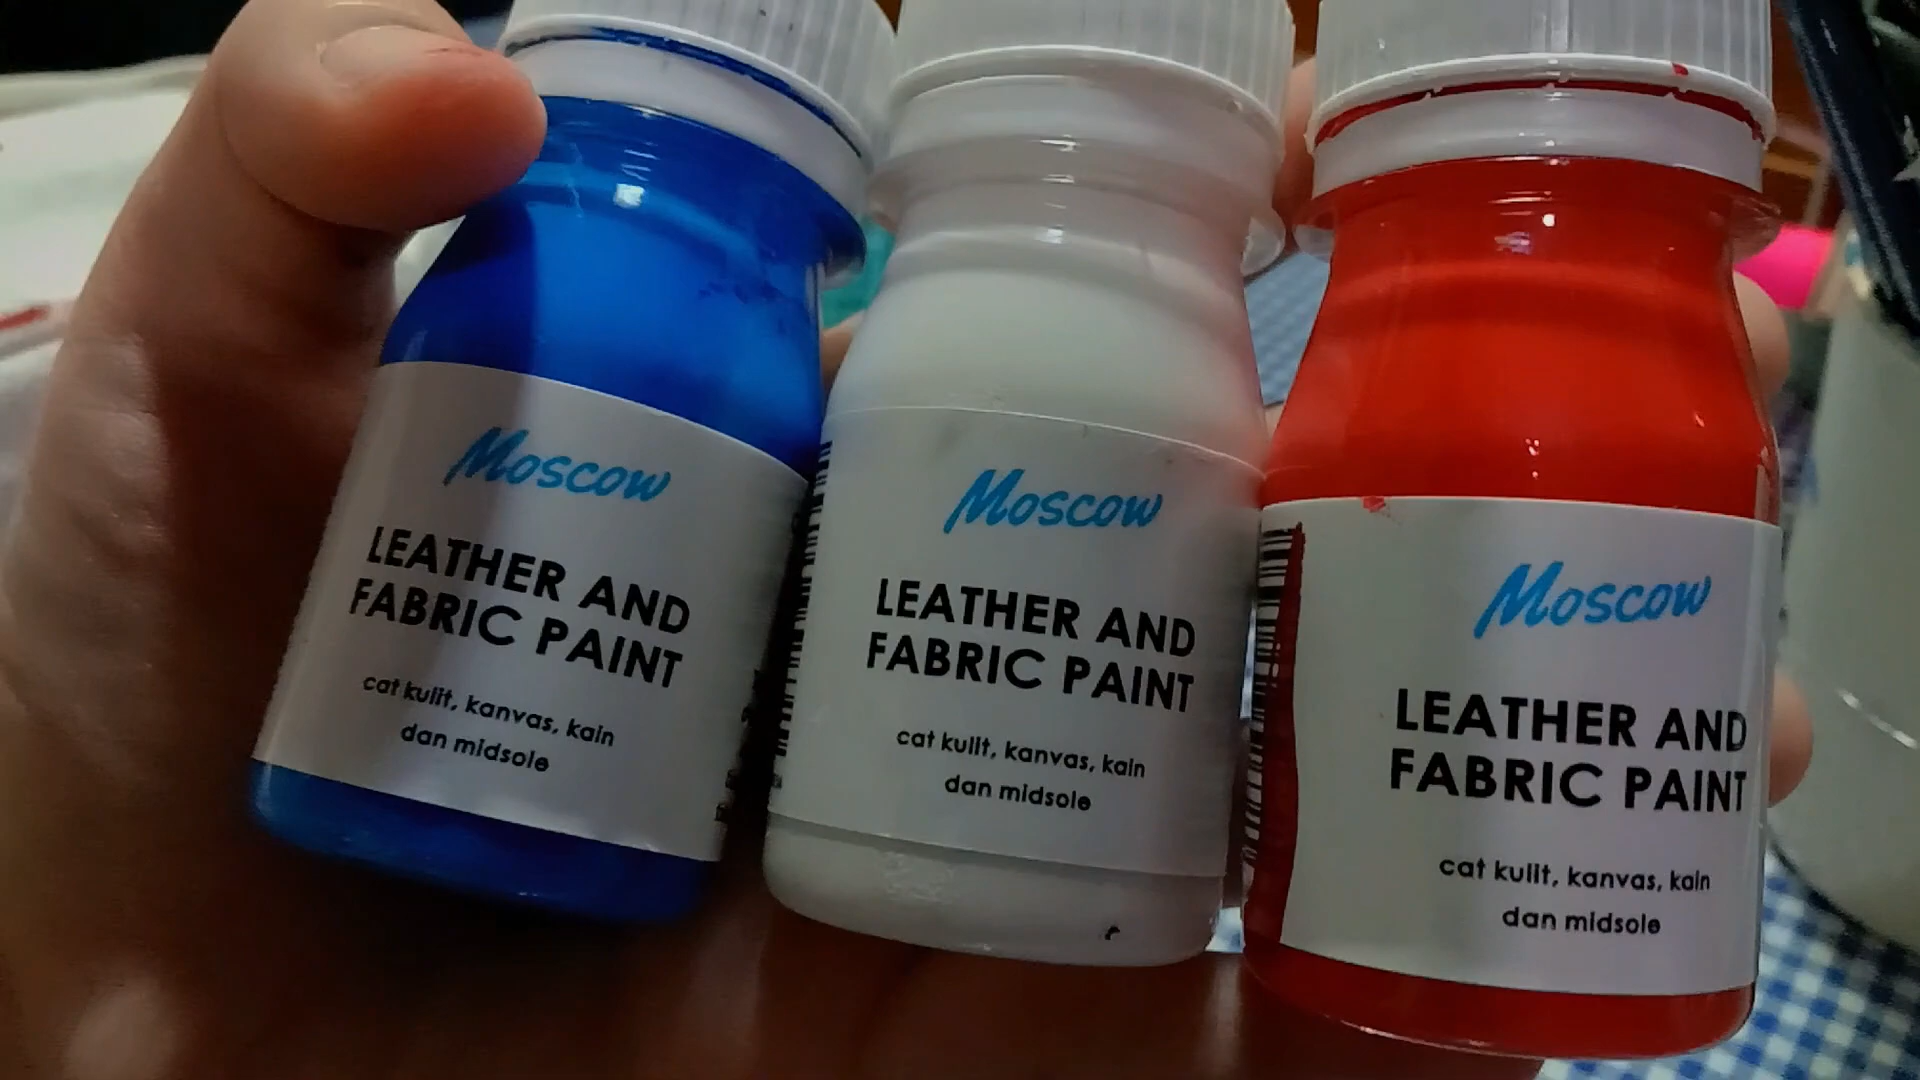 Moscow
LEATHER AND
FABRIC PAINT
cat kulit, kanvas, kain
dan midsole
Moscow
LEATHER AND
FABRIC PAINT
cat kulit, kanvas, kain
dan midsole
Moscow
LEATHER AND
FABRIC PAINT
cat kulit, kanvas, kain
dan midsole